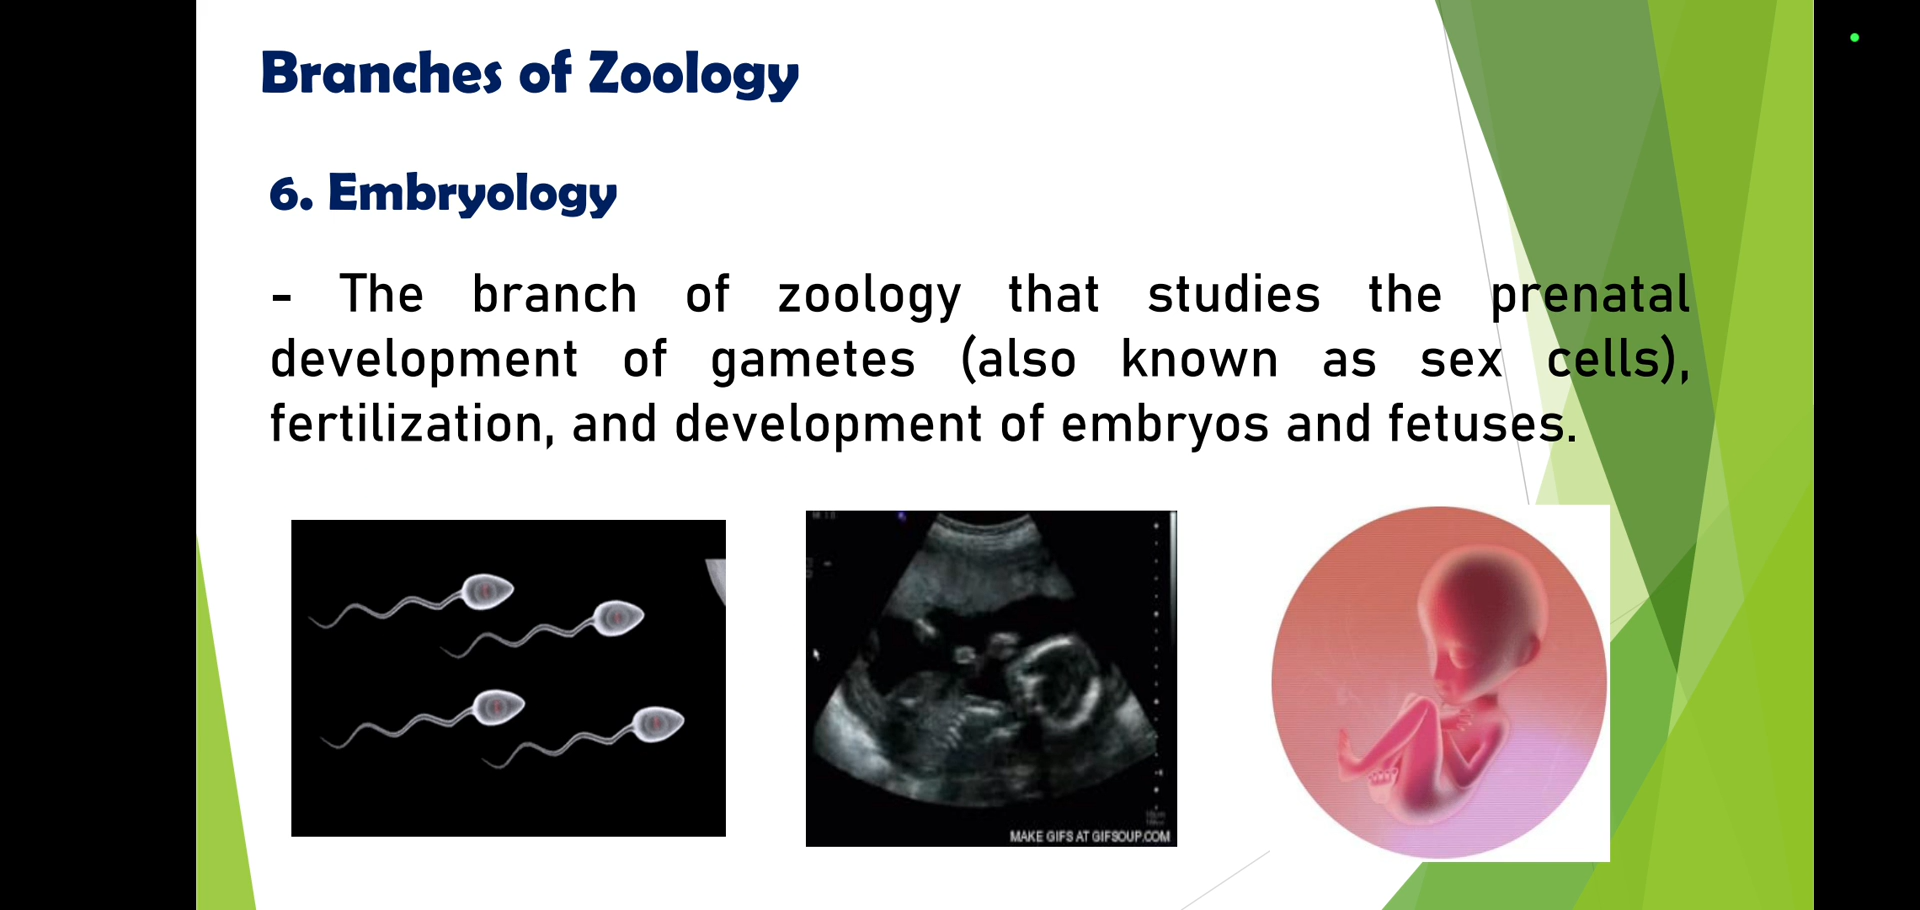 Branches of Zoology
6. Embryology
- The branch of zoology that studies the prenatal
development of gametes (also known as sex cells),
fertilization, and development of embryos and fetuses.
MAKE GIFS AT GIFSOUP.COM